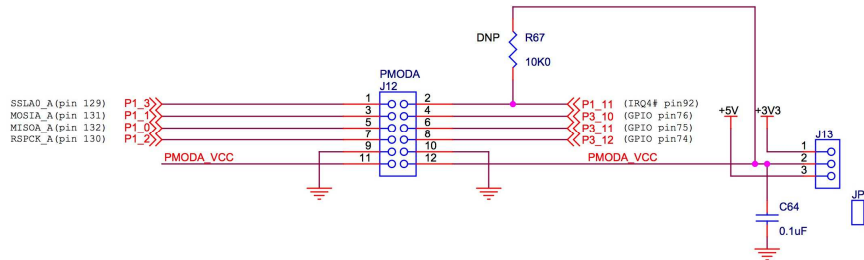 DNP R67
10K0
PMODA
J12
SSLA0_A(pin 129) P1_3 1 2 P1_11 (IRQ4# pin92)
MOSIA_A(pin 131) P1_1 3 4 P3_10 (GPIO pin76)
MISOA_A(pin 132) P1_0 5 6 P3_11 (GPIO pin75)
RSPCK_A(pin 130) P1_2 7 8 P3_12 (GPIO pin74)
9 10
PMODA_VCC 11 12 PMODA_VCC
+5V +3V3
J13
1
2
3
C64
0.1uF
JP